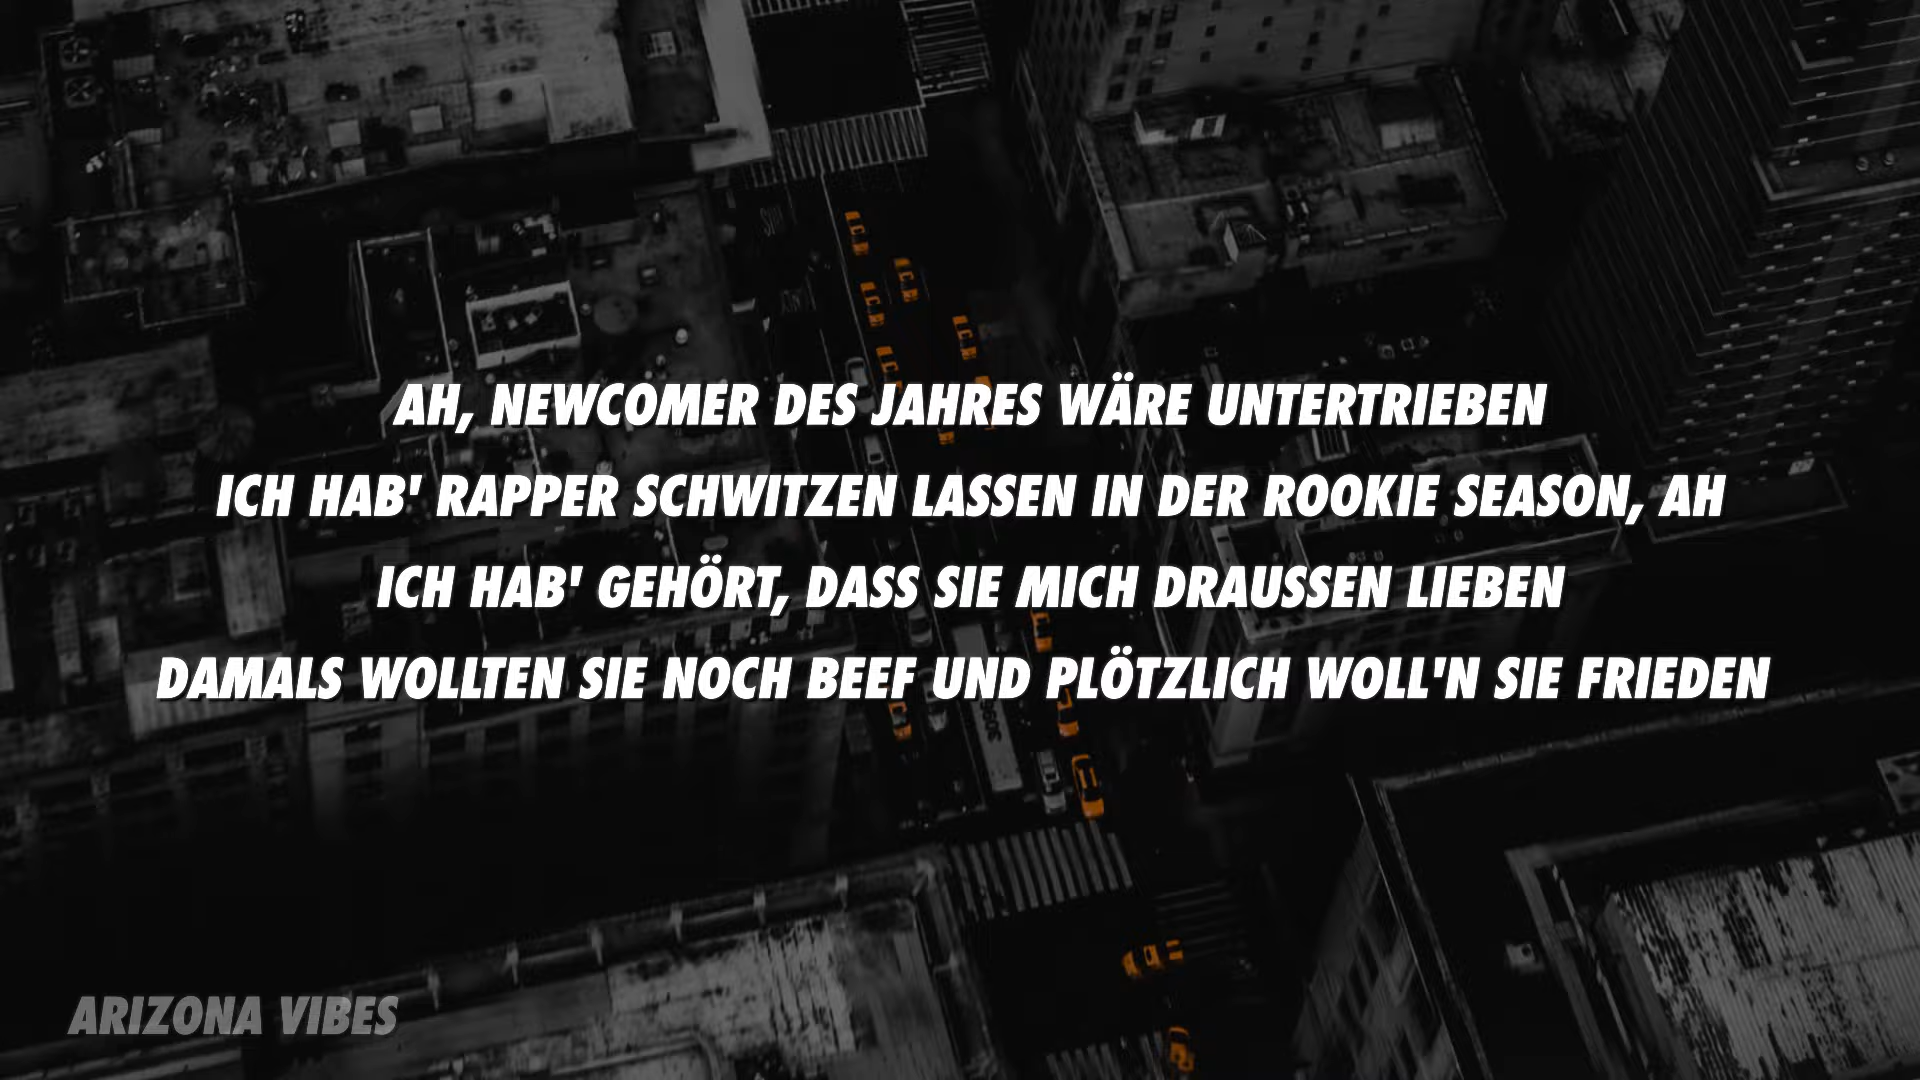 AH, NEWCOMER DES JAHRES WÄRE UNTERTRIEBEN
ICH HAB' RAPPER SCHWITZEN LASSEN IN DER ROOKIE SEASON, AH
ICH HAB' GEHÖRT, DASS SIE MICH DRAUSSEN LIEBEN
DAMALS WOLLTEN SIE NOCH BEEF UND PLÖTZLICH WOLL'N SIE FRIEDEN
ARIZONA VIBES